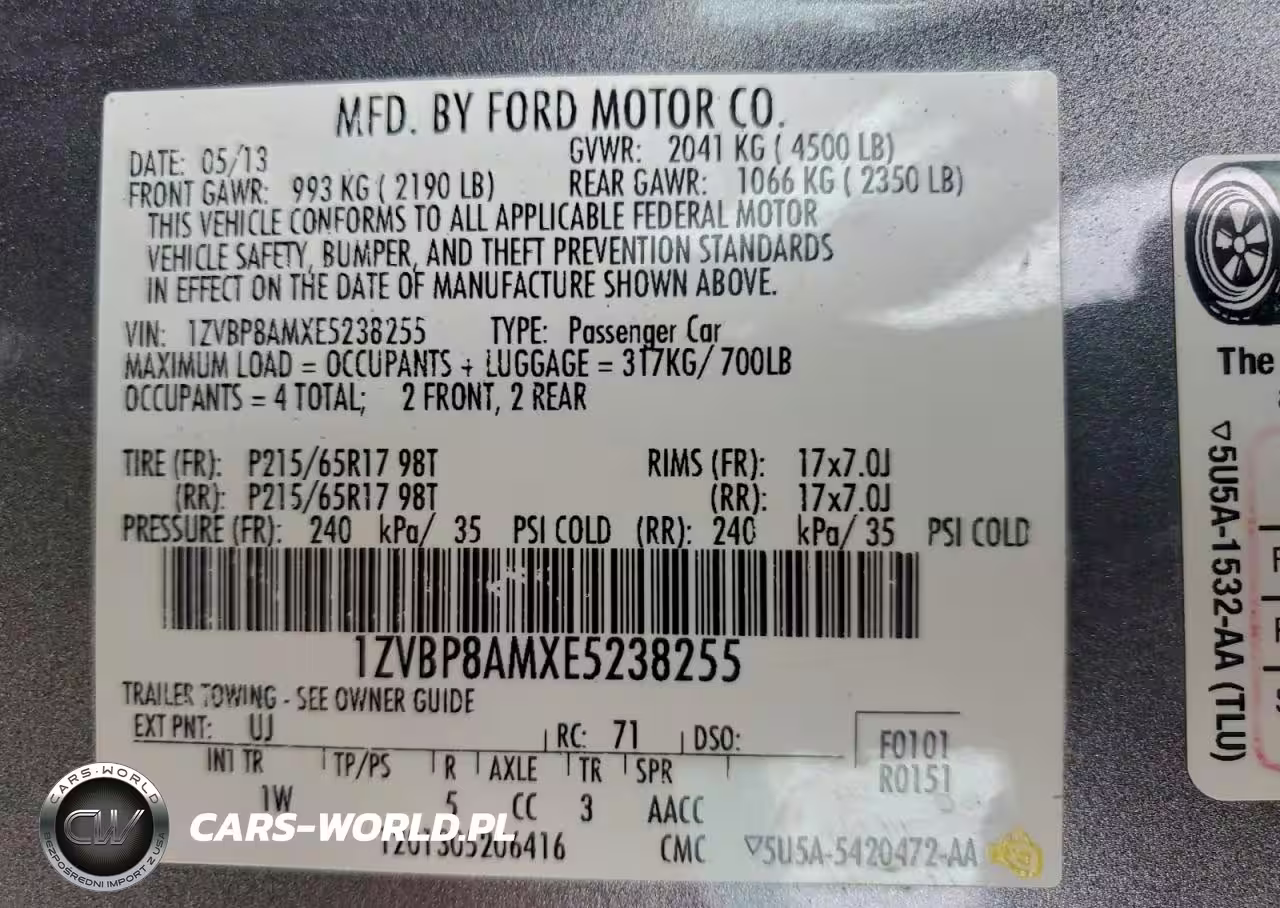 MFD. BY FORD MOTOR CO.
DATE: 05/13 GVWR: 2041 KG ( 4500 LB)
FRONT GAWR: 993 KG ( 2190 LB) REAR GAWR: 1066 KG ( 2350 LB)
THIS VEHICLE CONFORMS TO ALL APPLICABLE FEDERAL MOTOR
VEHICLE SAFETY, BUMPER, AND THEFT PREVENTION STANDARDS
IN EFFECT ON THE DATE OF MANUFACTURE SHOWN ABOVE.
VIN: 1ZVBP8AMXE5238255 TYPE: Passenger Car
MAXIMUM LOAD = OCCUPANTS + LUGGAGE = 317KG/ 700LB
OCCUPANTS = 4 TOTAL; 2 FRONT, 2 REAR
TIRE (FR): P215/65R17 98T RIMS (FR): 17x7.0J
(RR): P215/65R17 98T (RR): 17x7.0J
PRESSURE (FR): 240 kPa/ 35 PSI COLD (RR): 240 kPa/ 35 PSI COLD
1ZVBP8AMXE5238255
TRAILER TOWING - SEE OWNER GUIDE
EXT PNT: UJ RC: 71 DSO:
F0101
R0151
INT TR TP/PS R AXLE TR SPR
1W 5 CC 3 AACC
1201305206416 CMC ▽5U5A-5420472-AA
The
▽5U5A-1532-AA (TLU)
CARS-WORLD
CW
BEZPOŚREDNI IMPORT Z USA
CARS-WORLD.PL